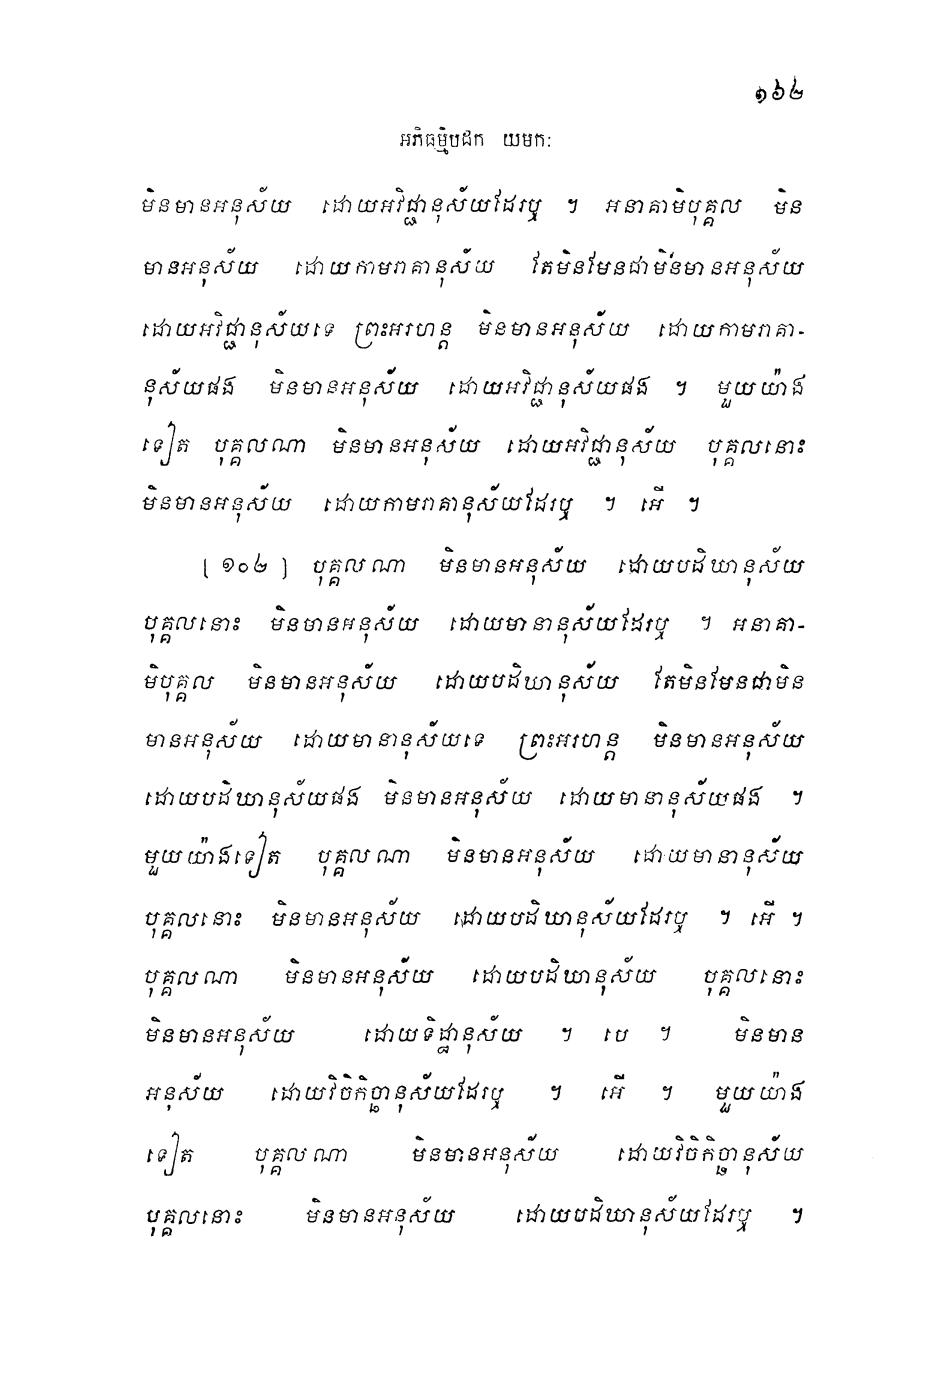 ១៦២
អភិធម្មបិដក យមកៈ
មិនមានអនុស័យ ដោយអវិជ្ជានុស័យដែរឬ ។ អនាគាមិបុគ្គល មិន
មានអនុស័យ ដោយកាមរាគានុស័យ តែមិនមែនជាមិនមានអនុស័យ
ដោយអវិជ្ជានុស័យទេ ព្រះអរហន្ត មិនមានអនុស័យ ដោយកាមរាគា-
នុស័យផង មិនមានអនុស័យ ដោយអវិជ្ជានុស័យផង ។ មួយយ៉ាង
ទៀត បុគ្គលណា មិនមានអនុស័យ ដោយអវិជ្ជានុស័យ បុគ្គលនោះ
មិនមានអនុស័យ ដោយកាមរាគានុស័យដែរឬ ។ អើ ។
[ ១០២ ] បុគ្គលណា មិនមានអនុស័យ ដោយបដិឃានុស័យ
បុគ្គលនោះ មិនមានអនុស័យ ដោយមានានុស័យដែរឬ ។ អនាគា-
មិបុគ្គល មិនមានអនុស័យ ដោយបដិឃានុស័យ តែមិនមែនជាមិន
មានអនុស័យ ដោយមានានុស័យទេ ព្រះអរហន្ត មិនមានអនុស័យ
ដោយបដិឃានុស័យផង មិនមានអនុស័យ ដោយមានានុស័យផង ។
មួយយ៉ាងទៀត បុគ្គលណា មិនមានអនុស័យ ដោយមានានុស័យ
បុគ្គលនោះ មិនមានអនុស័យ ដោយបដិឃានុស័យដែរឬ ។ អើ ។
បុគ្គលណា មិនមានអនុស័យ ដោយបដិឃានុស័យ បុគ្គលនោះ
មិនមានអនុស័យ ដោយទិដ្ឋានុស័យ ។ បេ ។ មិនមាន
អនុស័យ ដោយវិចិកិច្ឆានុស័យដែរឬ ។ អើ ។ មួយយ៉ាង
ទៀត បុគ្គលណា មិនមានអនុស័យ ដោយវិចិកិច្ឆានុស័យ
បុគ្គលនោះ មិនមានអនុស័យ ដោយបដិឃានុស័យដែរឬ ។